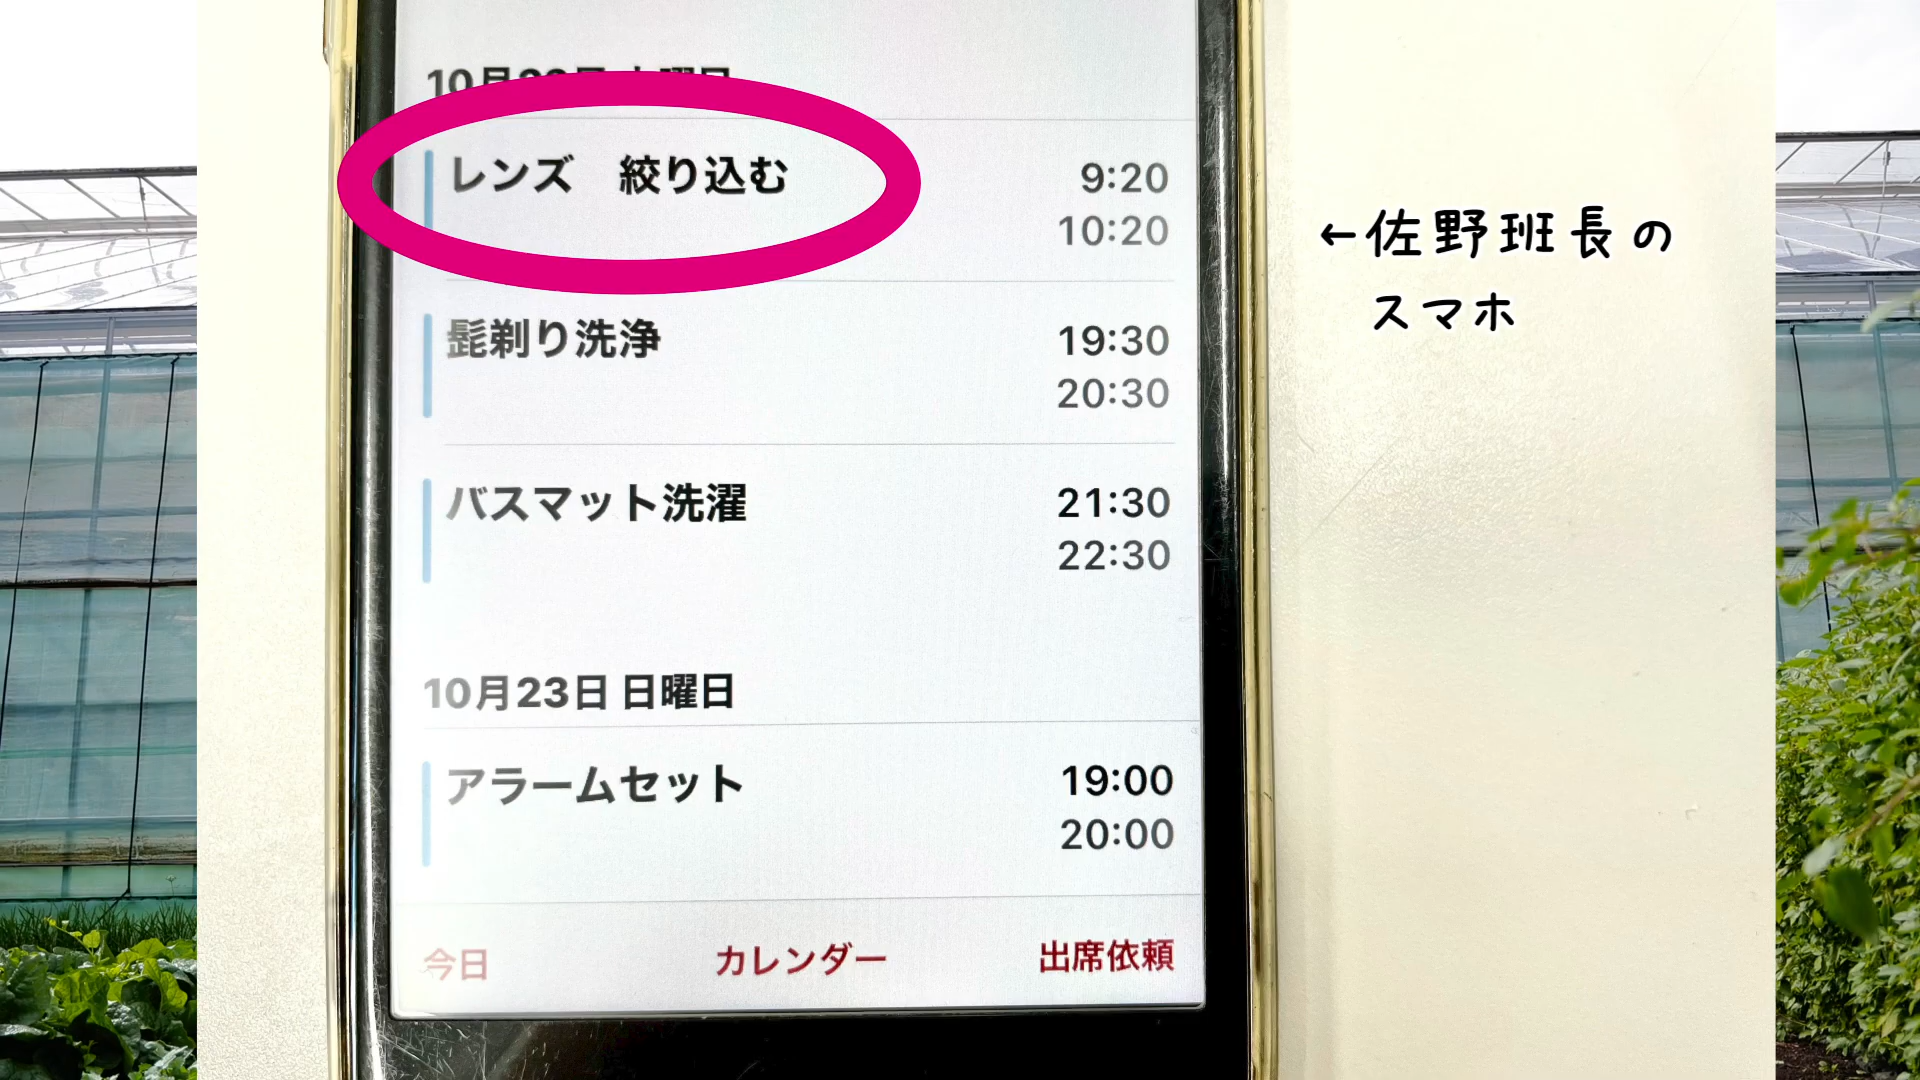 レンズ 絞り込む
9:20
10:20
髭剃り洗浄
19:30
20:30
バスマット洗濯
21:30
22:30
10月23日 日曜日
アラームセット
19:00
20:00
今日
カレンダー
出席依頼
←佐野班長の
スマホ